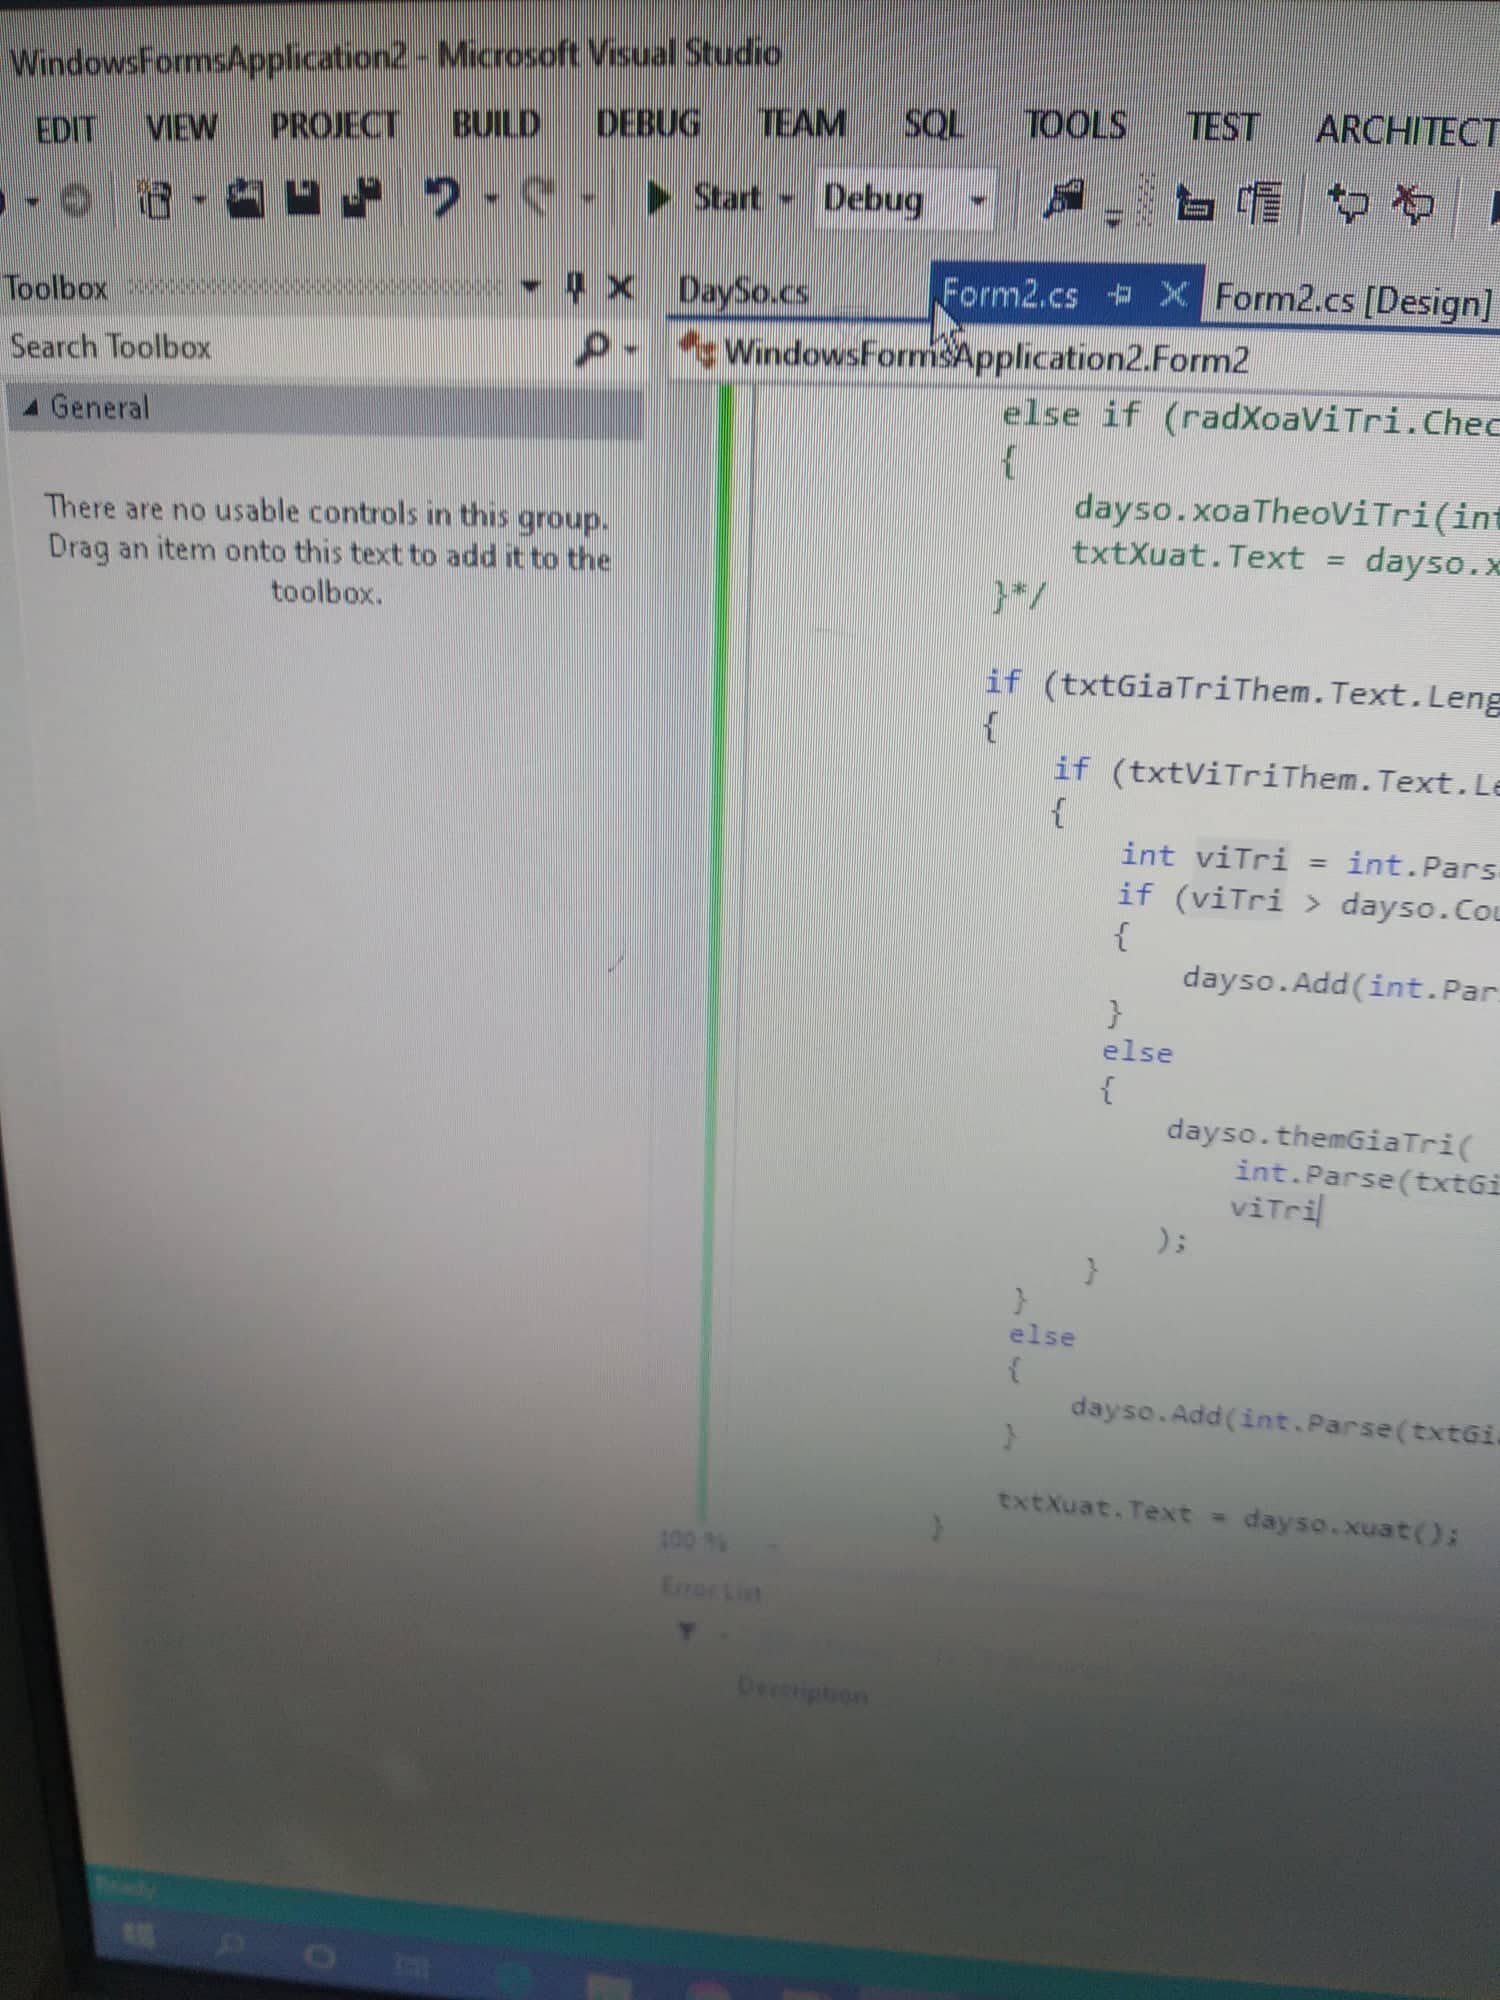 WindowsFormsApplication2 - Microsoft Visual Studio
EDIT VIEW PROJECT BUILD DEBUG TEAM SQL TOOLS TEST ARCHITECT
Start Debug
Toolbox
DaySo.cs Form2.cs Form2.cs [Design]
Search Toolbox
WindowsFormsApplication2.Form2
General
There are no usable controls in this group.
Drag an item onto this text to add it to the
toolbox.
else if (radXoaViTri.Chec
{
dayso.xoaTheoViTri(int
txtXuat.Text = dayso.x
}*/
if (txtGiaTriThem.Text.Leng
{
if (txtViTriThem.Text.Le
{
int viTri = int.Pars
if (viTri > dayso.Cou
{
dayso.Add(int.Par
}
else
{
dayso.themGiaTri(
int.Parse(txtGi
viTri
);
}
}
else
{
dayso.Add(int.Parse(txtGi
}
txtXuat.Text = dayso.xuat();
}
100 %
Error List
Description
Ready